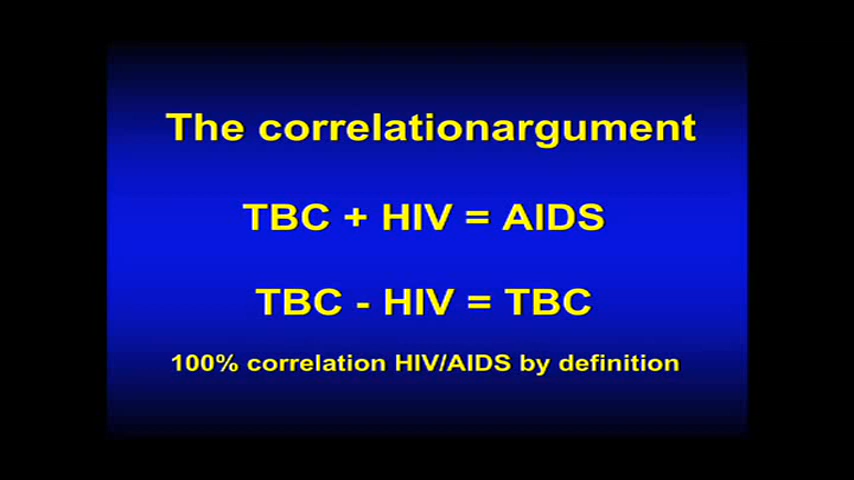 The correlationargument
TBC + HIV = AIDS
TBC - HIV = TBC
100% correlation HIV/AIDS by definition